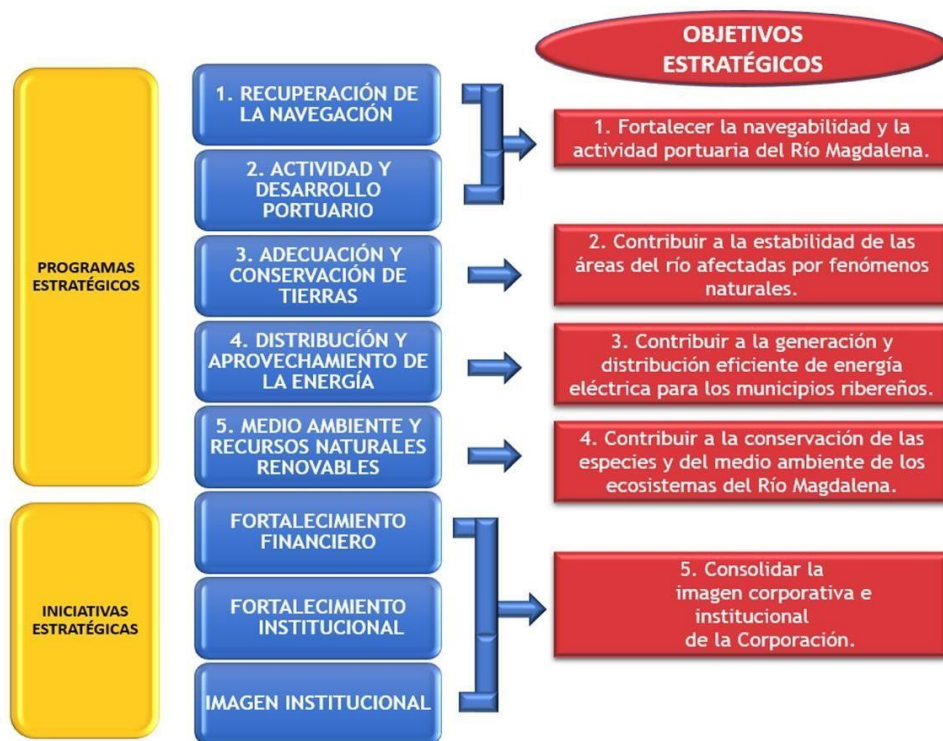 OBJETIVOS
ESTRATÉGICOS
PROGRAMAS
ESTRATÉGICOS
1. RECUPERACIÓN DE
LA NAVEGACIÓN
2. ACTIVIDAD Y
DESARROLLO
PORTUARIO
1. Fortalecer la navegabilidad y la
actividad portuaria del Río Magdalena.
3. ADECUACIÓN Y
CONSERVACIÓN DE
TIERRAS
2. Contribuir a la estabilidad de las
áreas del río afectadas por fenómenos
naturales.
4. DISTRIBUCÍÓN Y
APROVECHAMIENTO DE
LA ENERGÍA
3. Contribuir a la generación y
distribución eficiente de energía
eléctrica para los municipios ribereños.
5. MEDIO AMBIENTE Y
RECURSOS NATURALES
RENOVABLES
4. Contribuir a la conservación de las
especies y del medio ambiente de los
ecosistemas del Río Magdalena.
INICIATIVAS
ESTRATÉGICAS
FORTALECIMIENTO
FINANCIERO
FORTALECIMIENTO
INSTITUCIONAL
IMAGEN INSTITUCIONAL
5. Consolidar la
imagen corporativa e
institucional
de la Corporación.